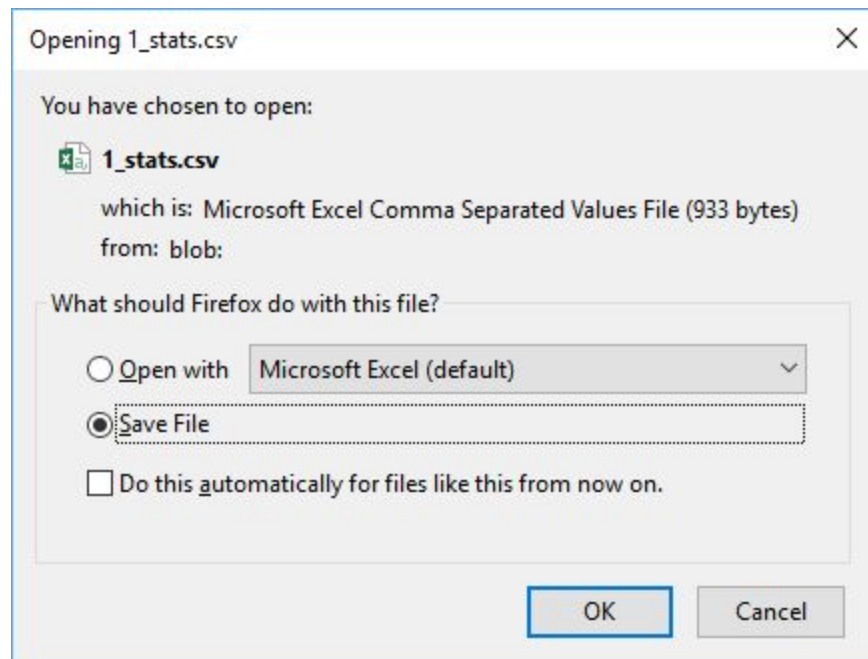 Opening 1_stats.csv
You have chosen to open:
1_stats.csv
which is: Microsoft Excel Comma Separated Values File (933 bytes)
from: blob:
What should Firefox do with this file?
Open with Microsoft Excel (default)
Save File
Do this automatically for files like this from now on.
OK Cancel